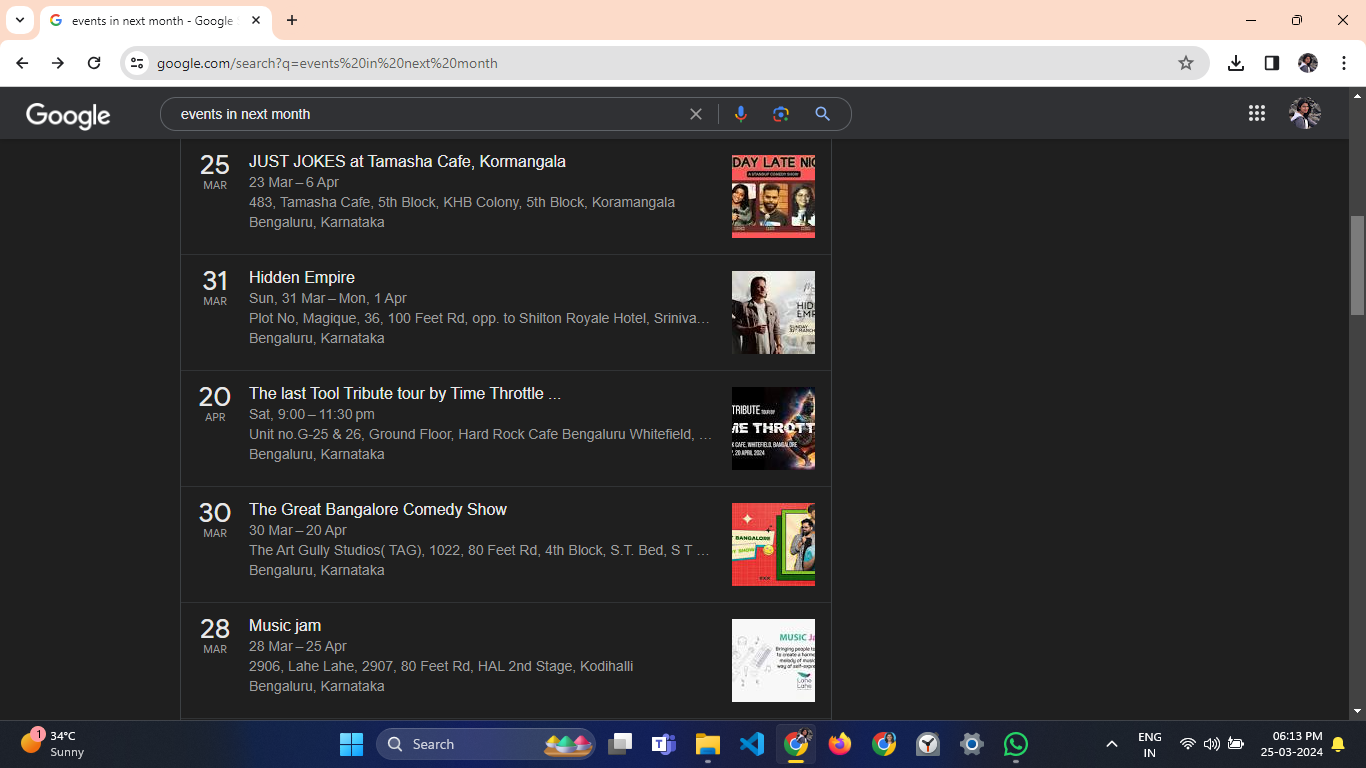 events in next month - Google
google.com/search?q=events%20in%20next%20month
Google
events in next month
25
MAR
JUST JOKES at Tamasha Cafe, Kormangala
23 Mar – 6 Apr
483, Tamasha Cafe, 5th Block, KHB Colony, 5th Block, Koramangala
Bengaluru, Karnataka
DAY LATE NIG
A STANDUP COMEDY SHOW
31
MAR
Hidden Empire
Sun, 31 Mar – Mon, 1 Apr
Plot No, Magique, 36, 100 Feet Rd, opp. to Shilton Royale Hotel, Sriniva...
Bengaluru, Karnataka
HID
EMP
SUNDAY
31ST MARCH
20
APR
The last Tool Tribute tour by Time Throttle ...
Sat, 9:00 – 11:30 pm
Unit no.G-25 & 26, Ground Floor, Hard Rock Cafe Bengaluru Whitefield, ...
Bengaluru, Karnataka
TRIBUTE TOUR BY
ME THROTT
CK CAFE, WHITEFIELD, BANGALORE
Y. 20 APRIL 2024
30
MAR
The Great Bangalore Comedy Show
30 Mar – 20 Apr
The Art Gully Studios( TAG), 1022, 80 Feet Rd, 4th Block, S.T. Bed, S T ...
Bengaluru, Karnataka
T BANGALORE
Y SHOW
28
MAR
Music jam
28 Mar – 25 Apr
2906, Lahe Lahe, 2907, 80 Feet Rd, HAL 2nd Stage, Kodihalli
Bengaluru, Karnataka
MUSIC Ja
Bringing people to
to create a harm
melody of music
way of self-expre
Lahe
Lahe
1
34°C
Sunny
Search
ENG
IN
06:13 PM
25-03-2024